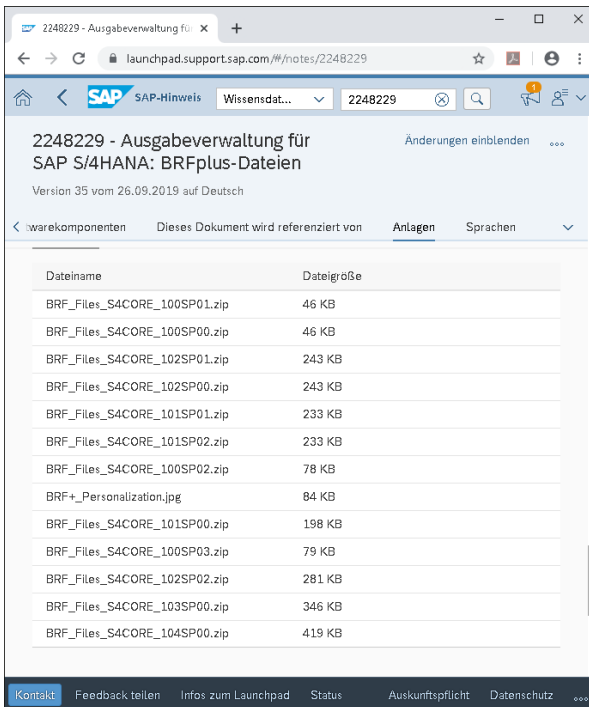 2248229 - Ausgabeverwaltung fü
launchpad.support.sap.com/#/notes/2248229
SAP SAP-Hinweis Wissensdat... 2248229 1
2248229 - Ausgabeverwaltung für
SAP S/4HANA: BRFplus-Dateien
Änderungen einblenden
Version 35 vom 26.09.2019 auf Deutsch
twarekomponenten Dieses Dokument wird referenziert von Anlagen Sprachen
Dateiname Dateigröße
BRF_Files_S4CORE_100SP01.zip 46 KB
BRF_Files_S4CORE_100SP00.zip 46 KB
BRF_Files_S4CORE_102SP01.zip 243 KB
BRF_Files_S4CORE_102SP00.zip 243 KB
BRF_Files_S4CORE_101SP01.zip 233 KB
BRF_Files_S4CORE_101SP02.zip 233 KB
BRF_Files_S4CORE_100SP02.zip 78 KB
BRF+_Personalization.jpg 84 KB
BRF_Files_S4CORE_101SP00.zip 198 KB
BRF_Files_S4CORE_100SP03.zip 79 KB
BRF_Files_S4CORE_102SP02.zip 281 KB
BRF_Files_S4CORE_103SP00.zip 346 KB
BRF_Files_S4CORE_104SP00.zip 419 KB
Kontakt Feedback teilen Infos zum Launchpad Status Auskunftspflicht Datenschutz